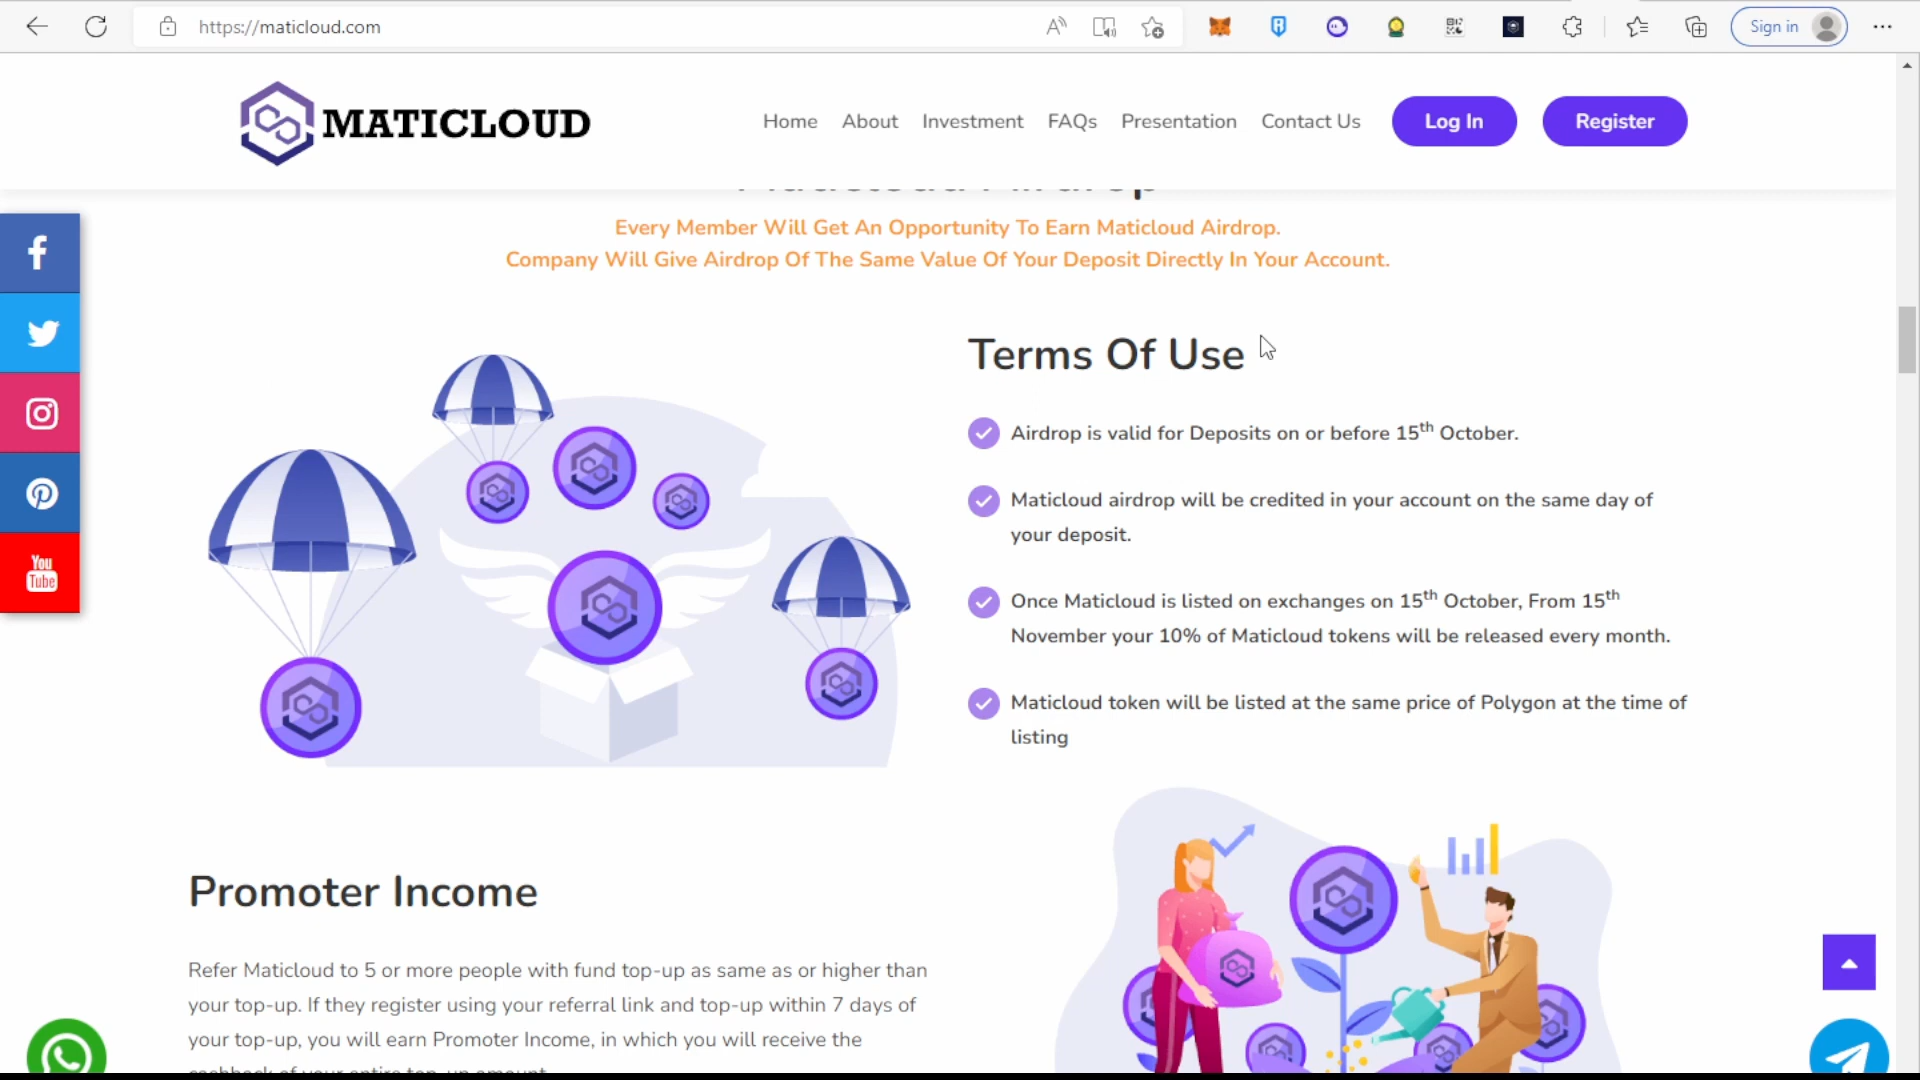 https://maticloud.com
Sign in
MATICLOUD
Home About Investment FAQs Presentation Contact Us Log In Register
Every Member Will Get An Opportunity To Earn Maticloud Airdrop.
Company Will Give Airdrop Of The Same Value Of Your Deposit Directly In Your Account.
Terms Of Use
Airdrop is valid for Deposits on or before 15th October.
Maticloud airdrop will be credited in your account on the same day of
your deposit.
Once Maticloud is listed on exchanges on 15th October, From 15th
November your 10% of Maticloud tokens will be released every month.
Maticloud token will be listed at the same price of Polygon at the time of
listing
You
Tube
Promoter Income
Refer Maticloud to 5 or more people with fund top-up as same as or higher than
your top-up. If they register using your referral link and top-up within 7 days of
your top-up, you will earn Promoter Income, in which you will receive the